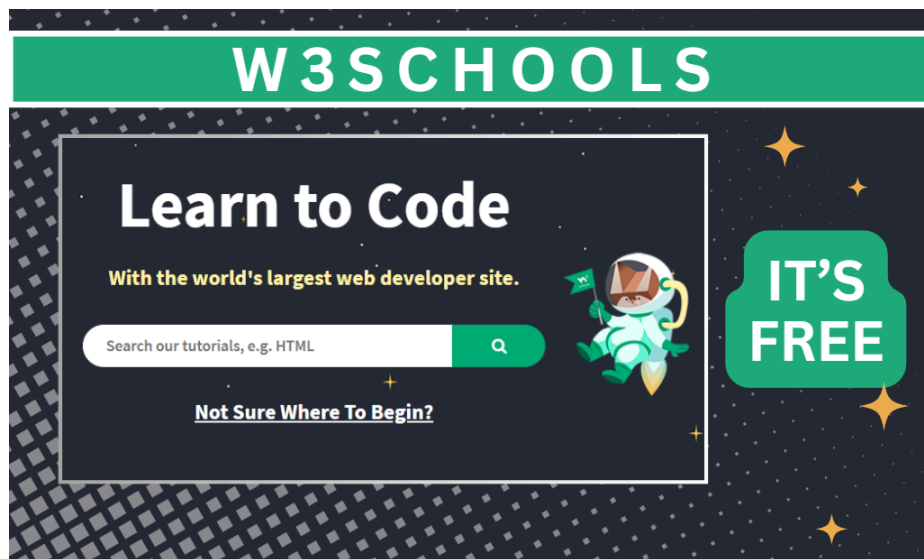 W3SCHOOLS
Learn to Code
With the world's largest web developer site.
Search our tutorials, e.g. HTML
Not Sure Where To Begin?
IT'S
FREE